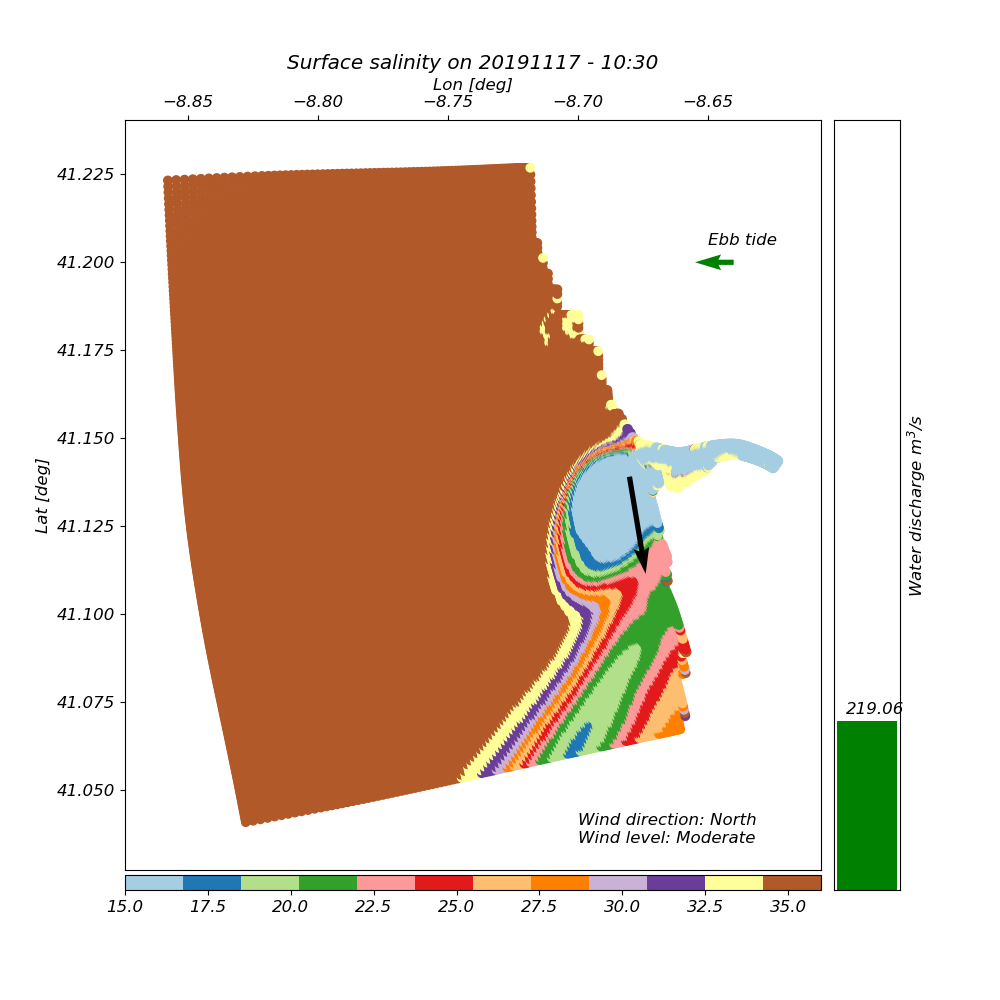 Surface salinity on 20191117 - 10:30
Lon [deg]
−8.85 −8.80 −8.75 −8.70 −8.65
41.225
41.200
41.175
41.150
41.125
41.100
41.075
41.050
Lat [deg]
Ebb tide
Wind direction: North
Wind level: Moderate
219.06
Water discharge m³/s
15.0 17.5 20.0 22.5 25.0 27.5 30.0 32.5 35.0